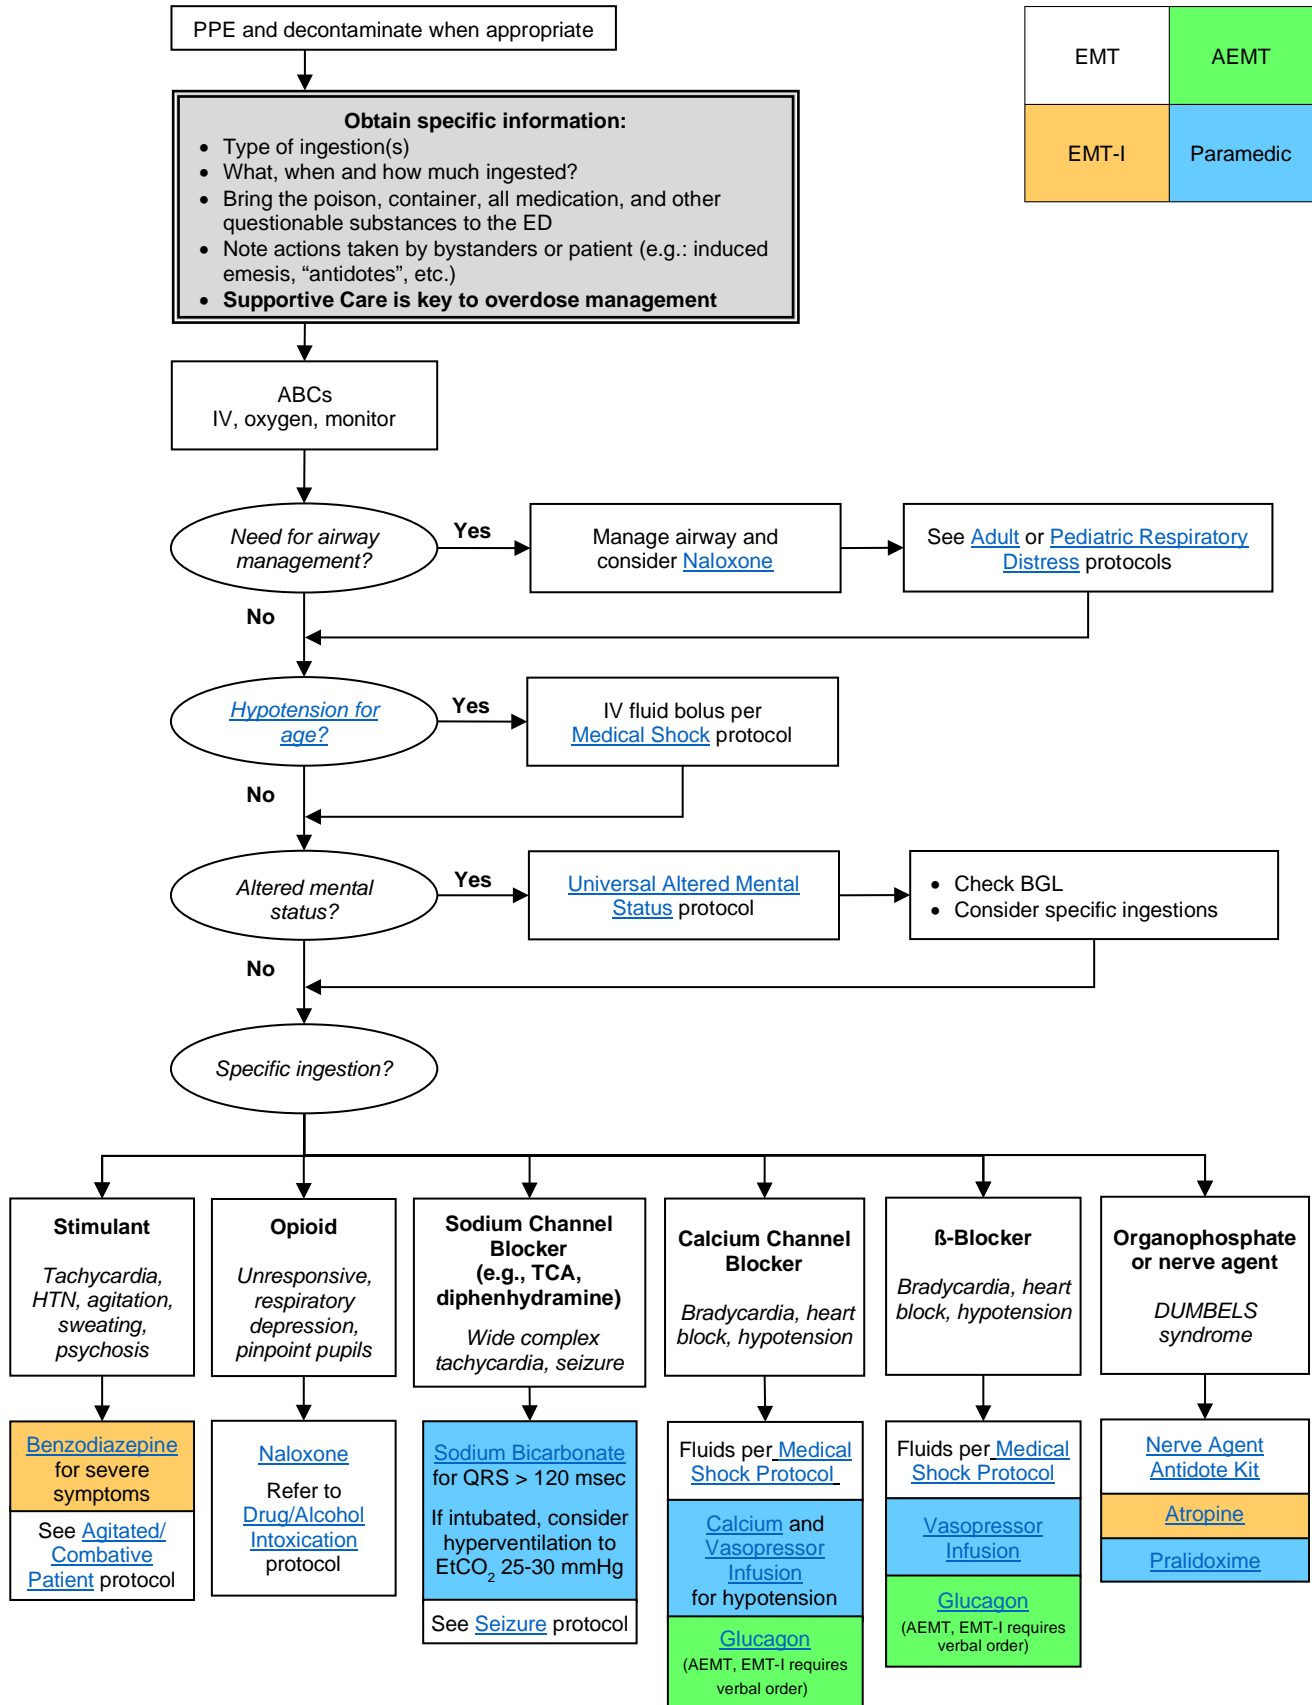 PPE and decontaminate when appropriate
EMT
AEMT
EMT-I
Paramedic
Obtain specific information:
• Type of ingestion(s)
• What, when and how much ingested?
• Bring the poison, container, all medication, and other
questionable substances to the ED
• Note actions taken by bystanders or patient (e.g.: induced
emesis, “antidotes”, etc.)
• Supportive Care is key to overdose management
ABCs
IV, oxygen, monitor
Need for airway
management?
Yes
Manage airway and
consider Naloxone
See Adult or Pediatric Respiratory
Distress protocols
No
Hypotension for
age?
Yes
IV fluid bolus per
Medical Shock protocol
No
Altered mental
status?
Yes
Universal Altered Mental
Status protocol
• Check BGL
• Consider specific ingestions
No
Specific ingestion?
Stimulant
Tachycardia,
HTN, agitation,
sweating,
psychosis
Benzodiazepine
for severe
symptoms
See Agitated/
Combative
Patient protocol
Opioid
Unresponsive,
respiratory
depression,
pinpoint pupils
Naloxone
Refer to
Drug/Alcohol
Intoxication
protocol
Sodium Channel
Blocker
(e.g., TCA,
diphenhydramine)
Wide complex
tachycardia, seizure
Sodium Bicarbonate
for QRS > 120 msec
If intubated, consider
hyperventilation to
EtCO2 25-30 mmHg
See Seizure protocol
Calcium Channel
Blocker
Bradycardia, heart
block, hypotension
Fluids per Medical
Shock Protocol
Calcium and
Vasopressor
Infusion
for hypotension
Glucagon
(AEMT, EMT-I requires
verbal order)
ß-Blocker
Bradycardia, heart
block, hypotension
Fluids per Medical
Shock Protocol
Vasopressor
Infusion
Glucagon
(AEMT, EMT-I requires
verbal order)
Organophosphate
or nerve agent
DUMBELS
syndrome
Nerve Agent
Antidote Kit
Atropine
Pralidoxime